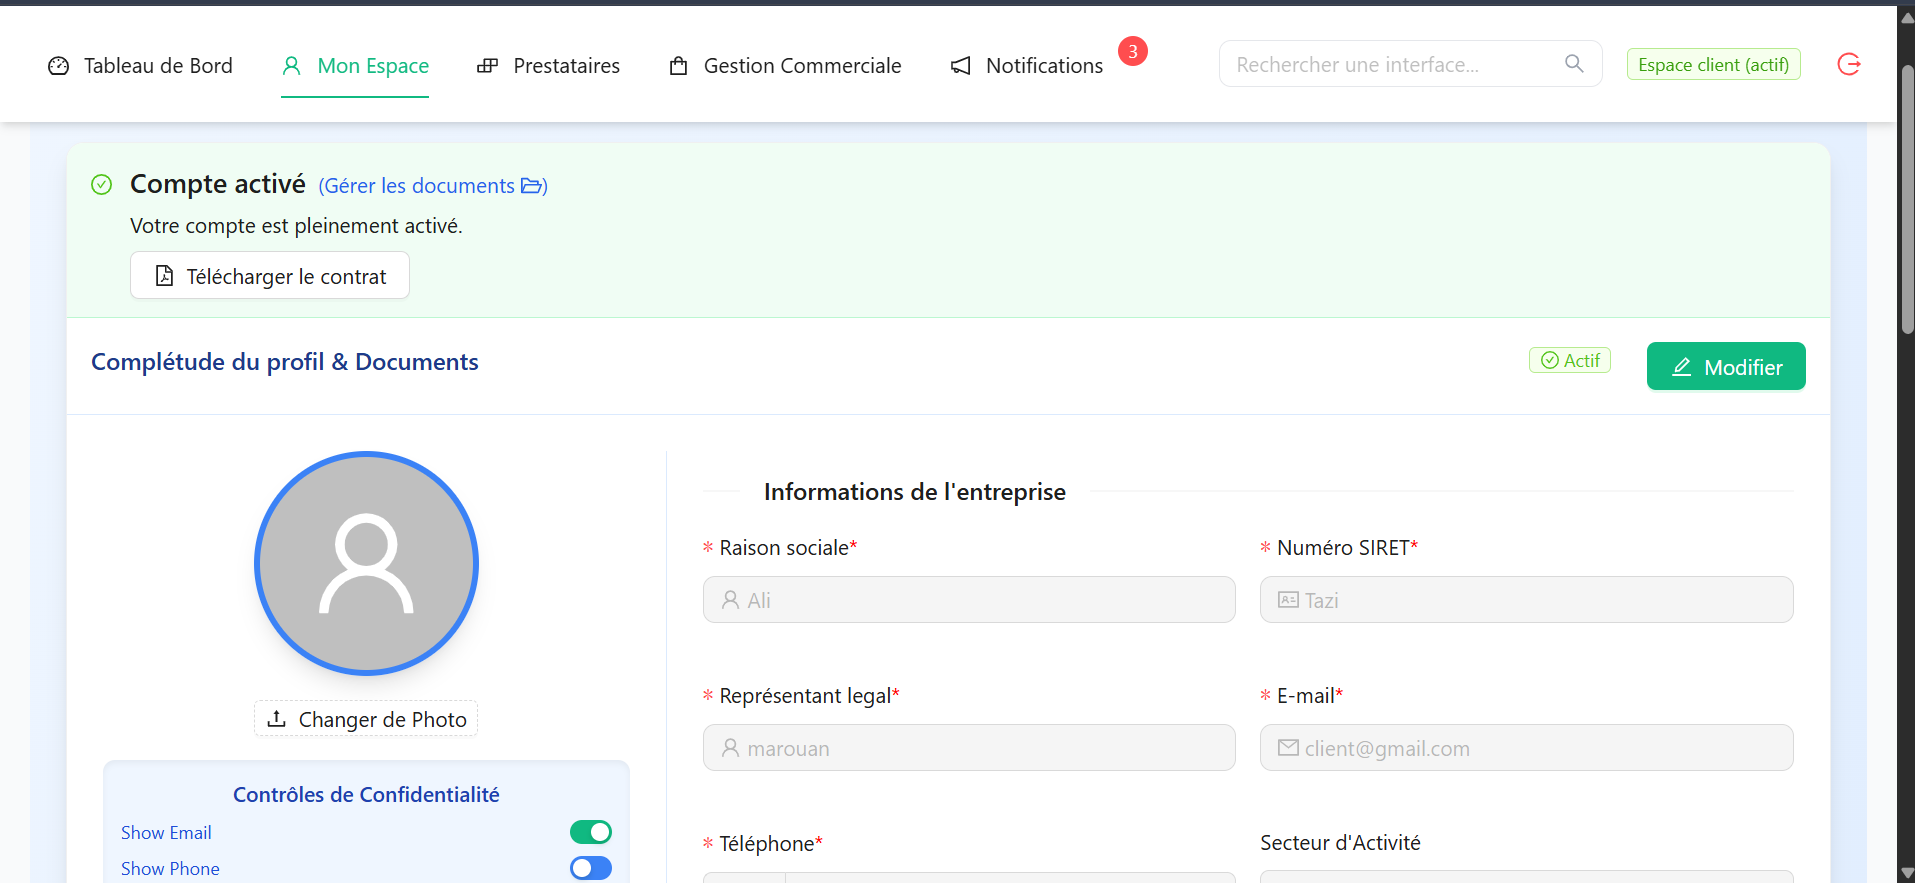 Tableau de Bord
Mon Espace
Prestataires
Gestion Commerciale
Notifications
3
Rechercher une interface...
Espace client (actif)
Compte activé (Gérer les documents )
Votre compte est pleinement activé.
Télécharger le contrat
Complétude du profil & Documents
Actif
Modifier
Changer de Photo
Contrôles de Confidentialité
Show Email
Show Phone
Informations de l'entreprise
* Raison sociale*
Ali
* Numéro SIRET*
Tazi
* Représentant legal*
marouan
* E-mail*
client@gmail.com
* Téléphone*
Secteur d'Activité